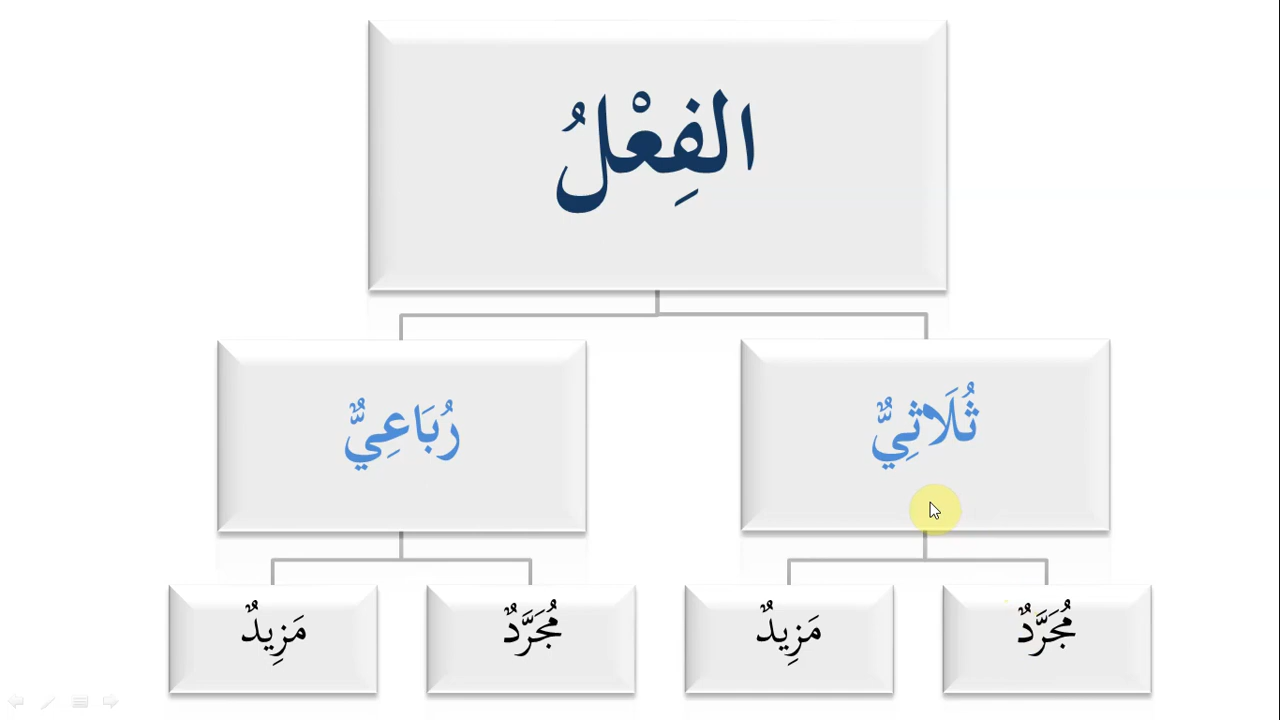 الفِعْلُ
ثُلَاثِيٌّ
رُبَاعِيٌّ
مُجَرَّدٌ
مَزِيدٌ
مُجَرَّدٌ
مَزِيدٌ